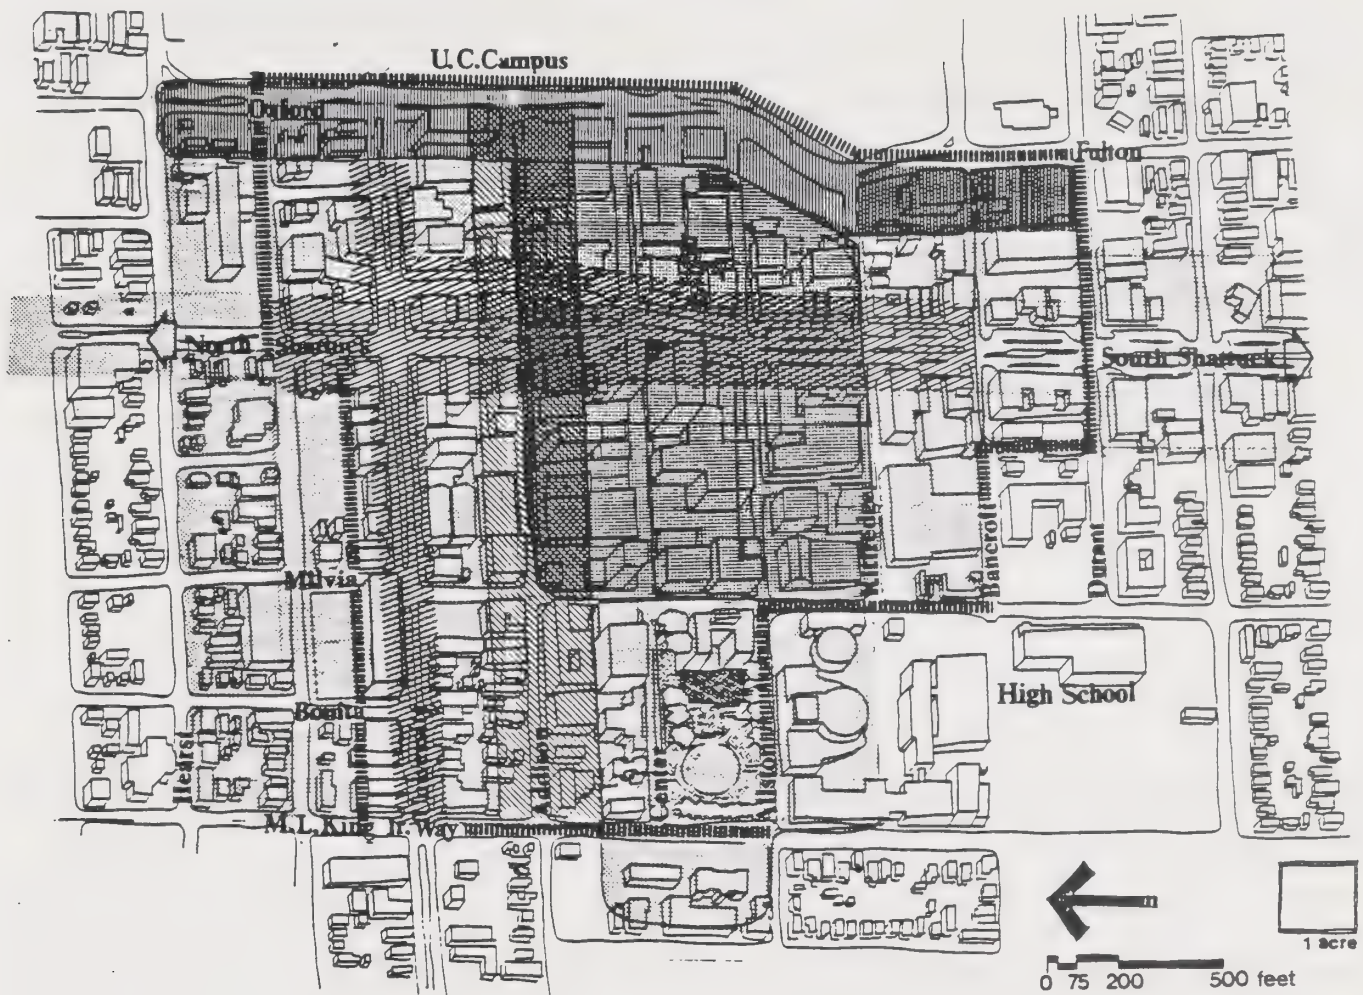 U.C.Campus
Oxford
Fulton
North Shattuck
South Shattuck
Kittredge
Bancroft
Durant
Milvia
High School
Bonita
Hearst
Addison
Center
Allston
M.L.King Jr. Way
n
1 acre
0 75 200 500 feet